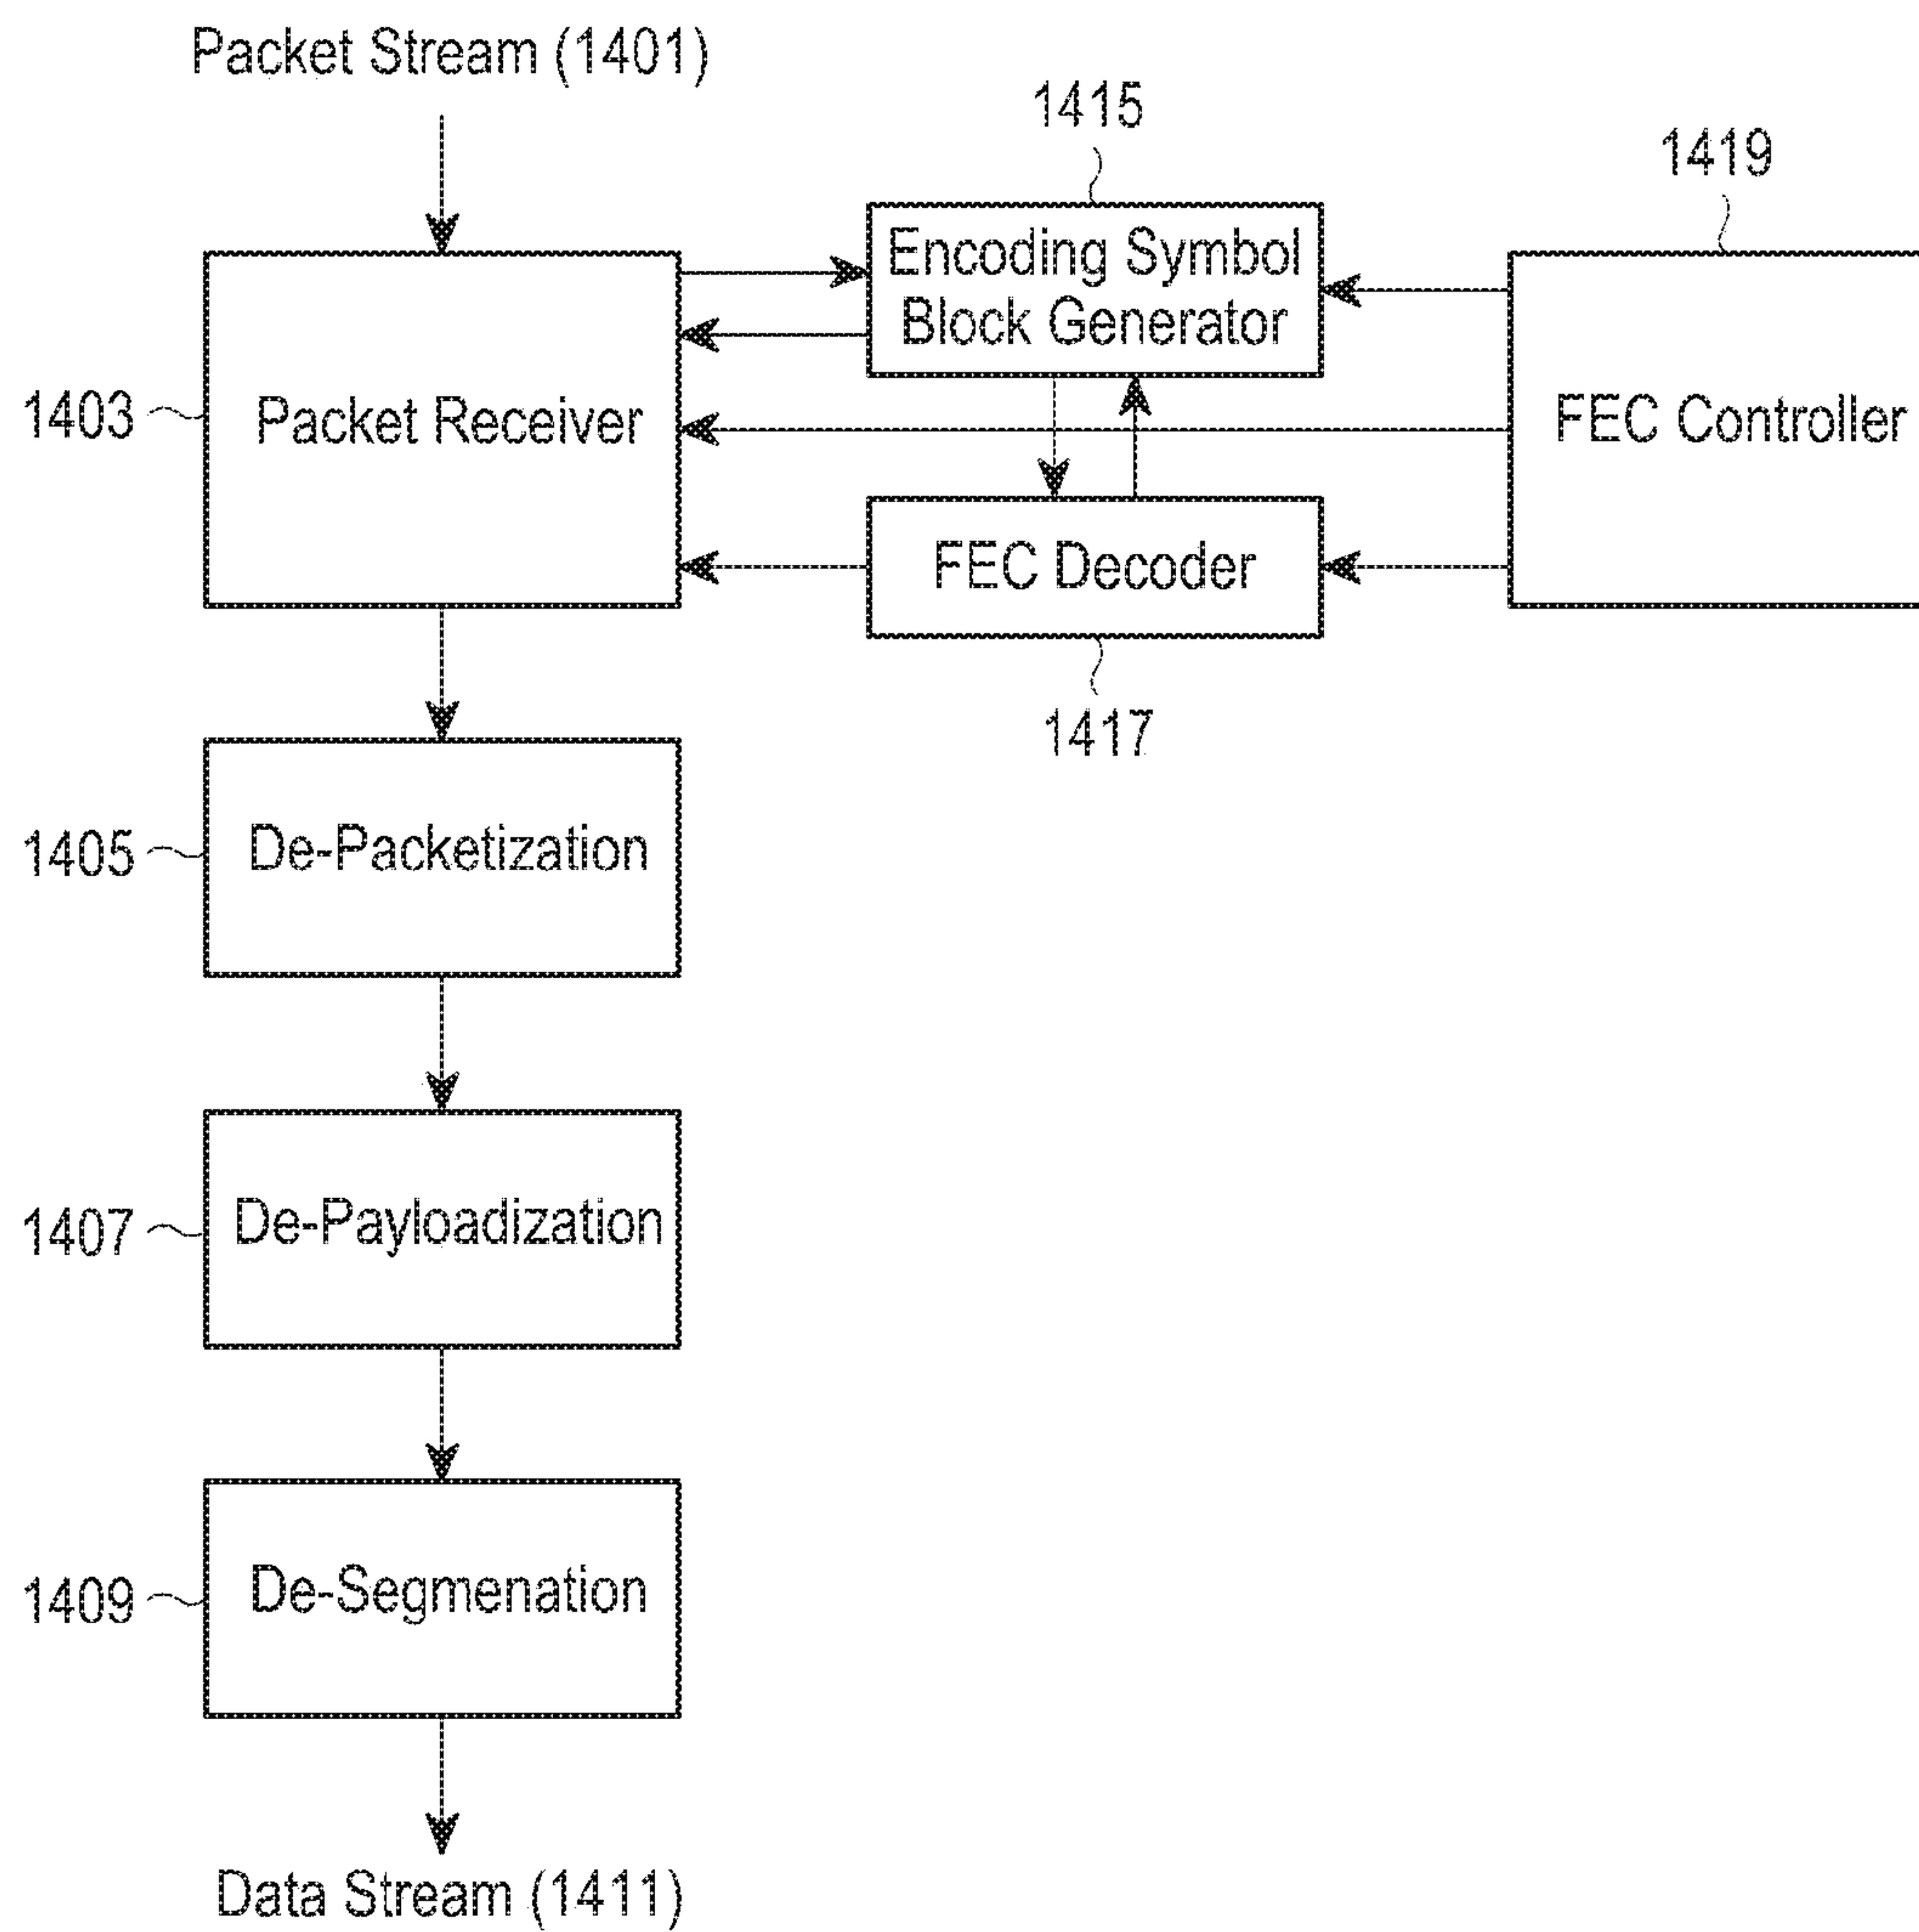 Packet Stream (1401)
1415
1419
Encoding Symbol
Block Generator
1403
Packet Receiver
FEC Controller
FEC Decoder
1417
1405
De-Packetization
1407
De-Payloadization
1409
De-Segmenation
Data Stream (1411)